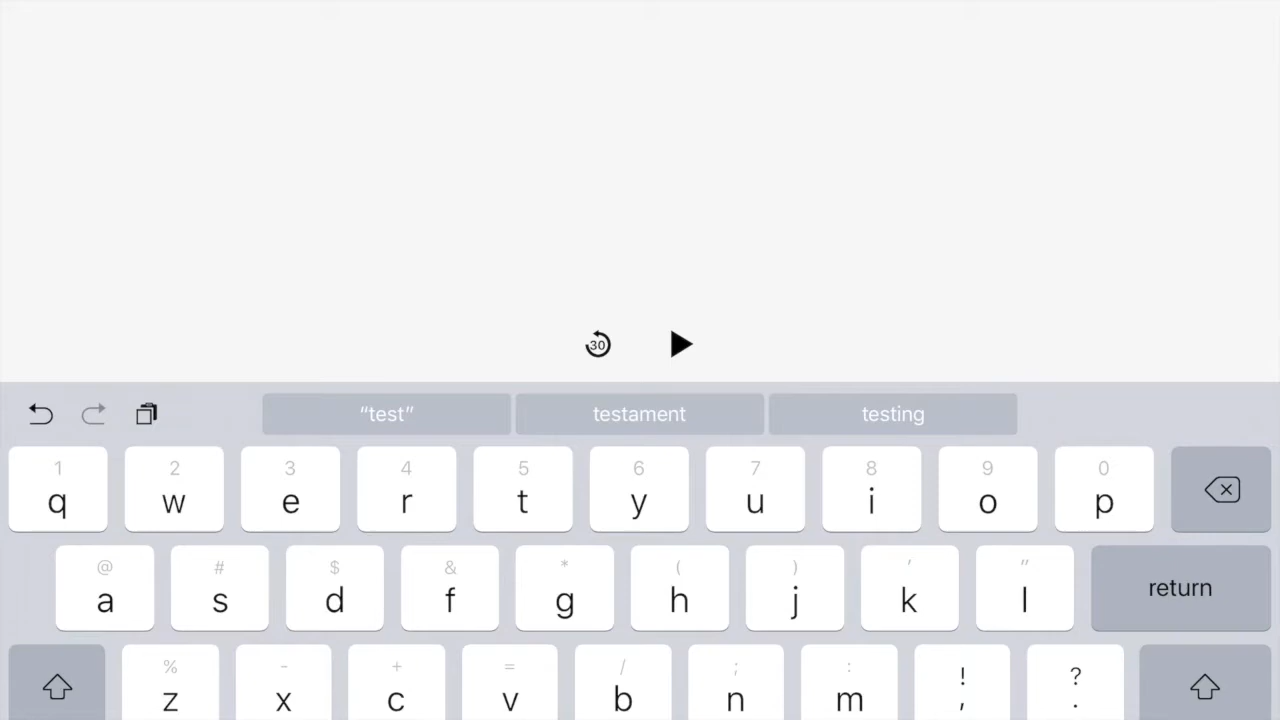 30
“test” testament testing
1 2 3 4 5 6 7 8 9 0
q w e r t y u i o p
@ # $ & * ( ) ' "
a s d f g h j k l return
% - + = / ; : ! ?
z x c v b n m , .